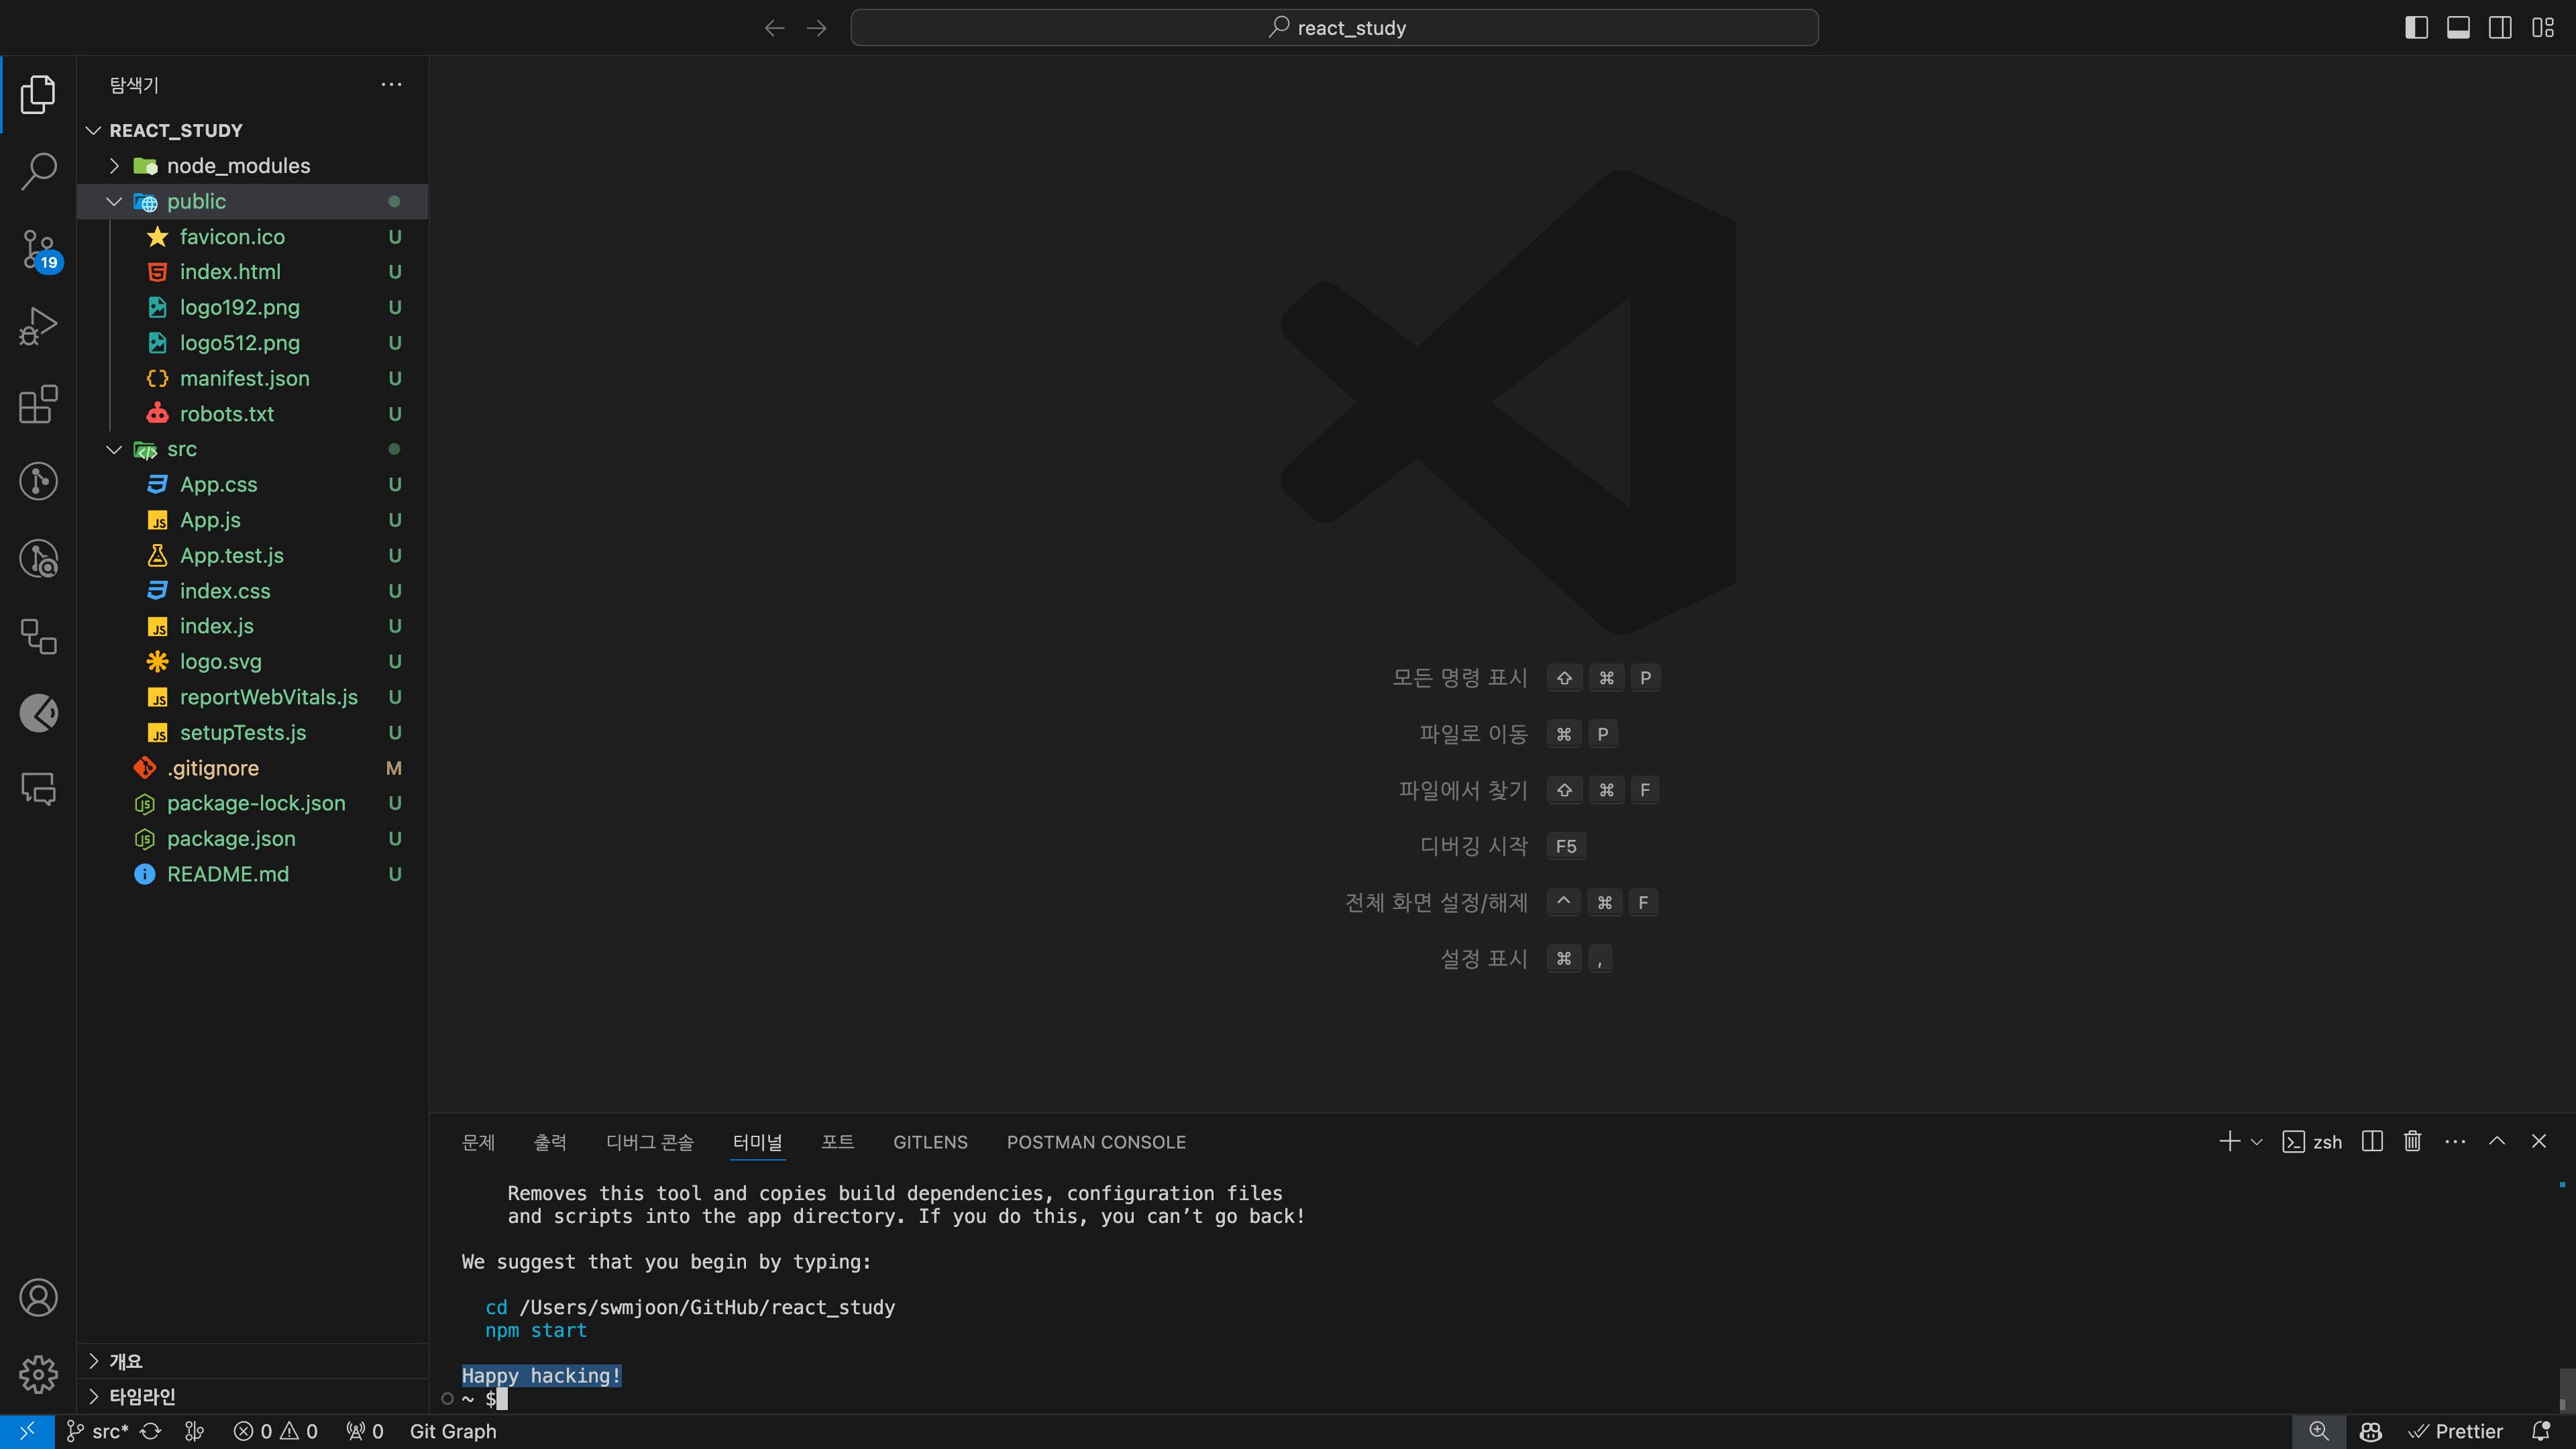 react_study
탐색기
REACT_STUDY
node_modules
public
favicon.ico U
index.html U
logo192.png U
logo512.png U
manifest.json U
robots.txt U
src
App.css U
App.js U
App.test.js U
index.css U
index.js U
logo.svg U
reportWebVitals.js U
setupTests.js U
.gitignore M
package-lock.json U
package.json U
README.md U
개요
타임라인
19
모든 명령 표시 ⇧ ⌘ P
파일로 이동 ⌘ P
파일에서 찾기 ⇧ ⌘ F
디버깅 시작 F5
전체 화면 설정/해제 ^ ⌘ F
설정 표시 ⌘ ,
문제 출력 디버그 콘솔 터미널 포트 GITLENS POSTMAN CONSOLE
zsh
Removes this tool and copies build dependencies, configuration files
and scripts into the app directory. If you do this, you can’t go back!
We suggest that you begin by typing:
cd /Users/swmjoon/GitHub/react_study
npm start
Happy hacking!
~ $
src* 0 0 0 Git Graph
Prettier